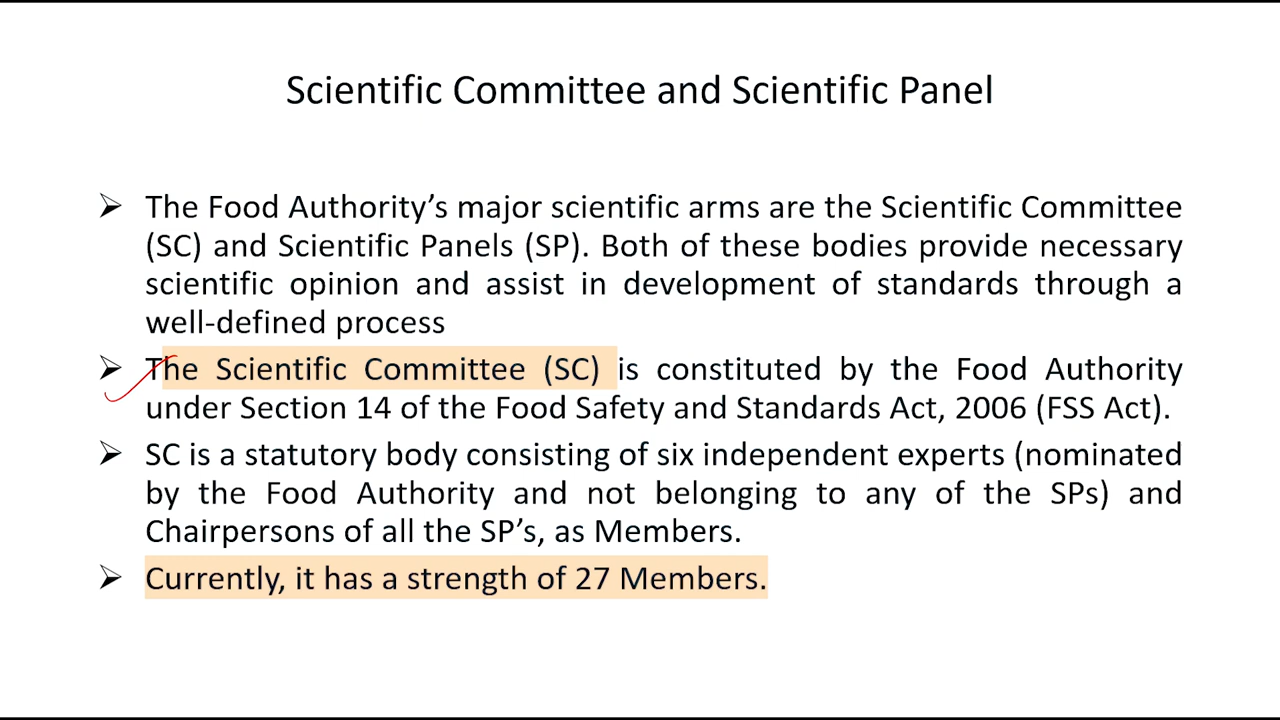 Scientific Committee and Scientific Panel
➢ The Food Authority’s major scientific arms are the Scientific Committee
(SC) and Scientific Panels (SP). Both of these bodies provide necessary
scientific opinion and assist in development of standards through a
well-defined process
➢ The Scientific Committee (SC) is constituted by the Food Authority
under Section 14 of the Food Safety and Standards Act, 2006 (FSS Act).
➢ SC is a statutory body consisting of six independent experts (nominated
by the Food Authority and not belonging to any of the SPs) and
Chairpersons of all the SP’s, as Members.
➢ Currently, it has a strength of 27 Members.